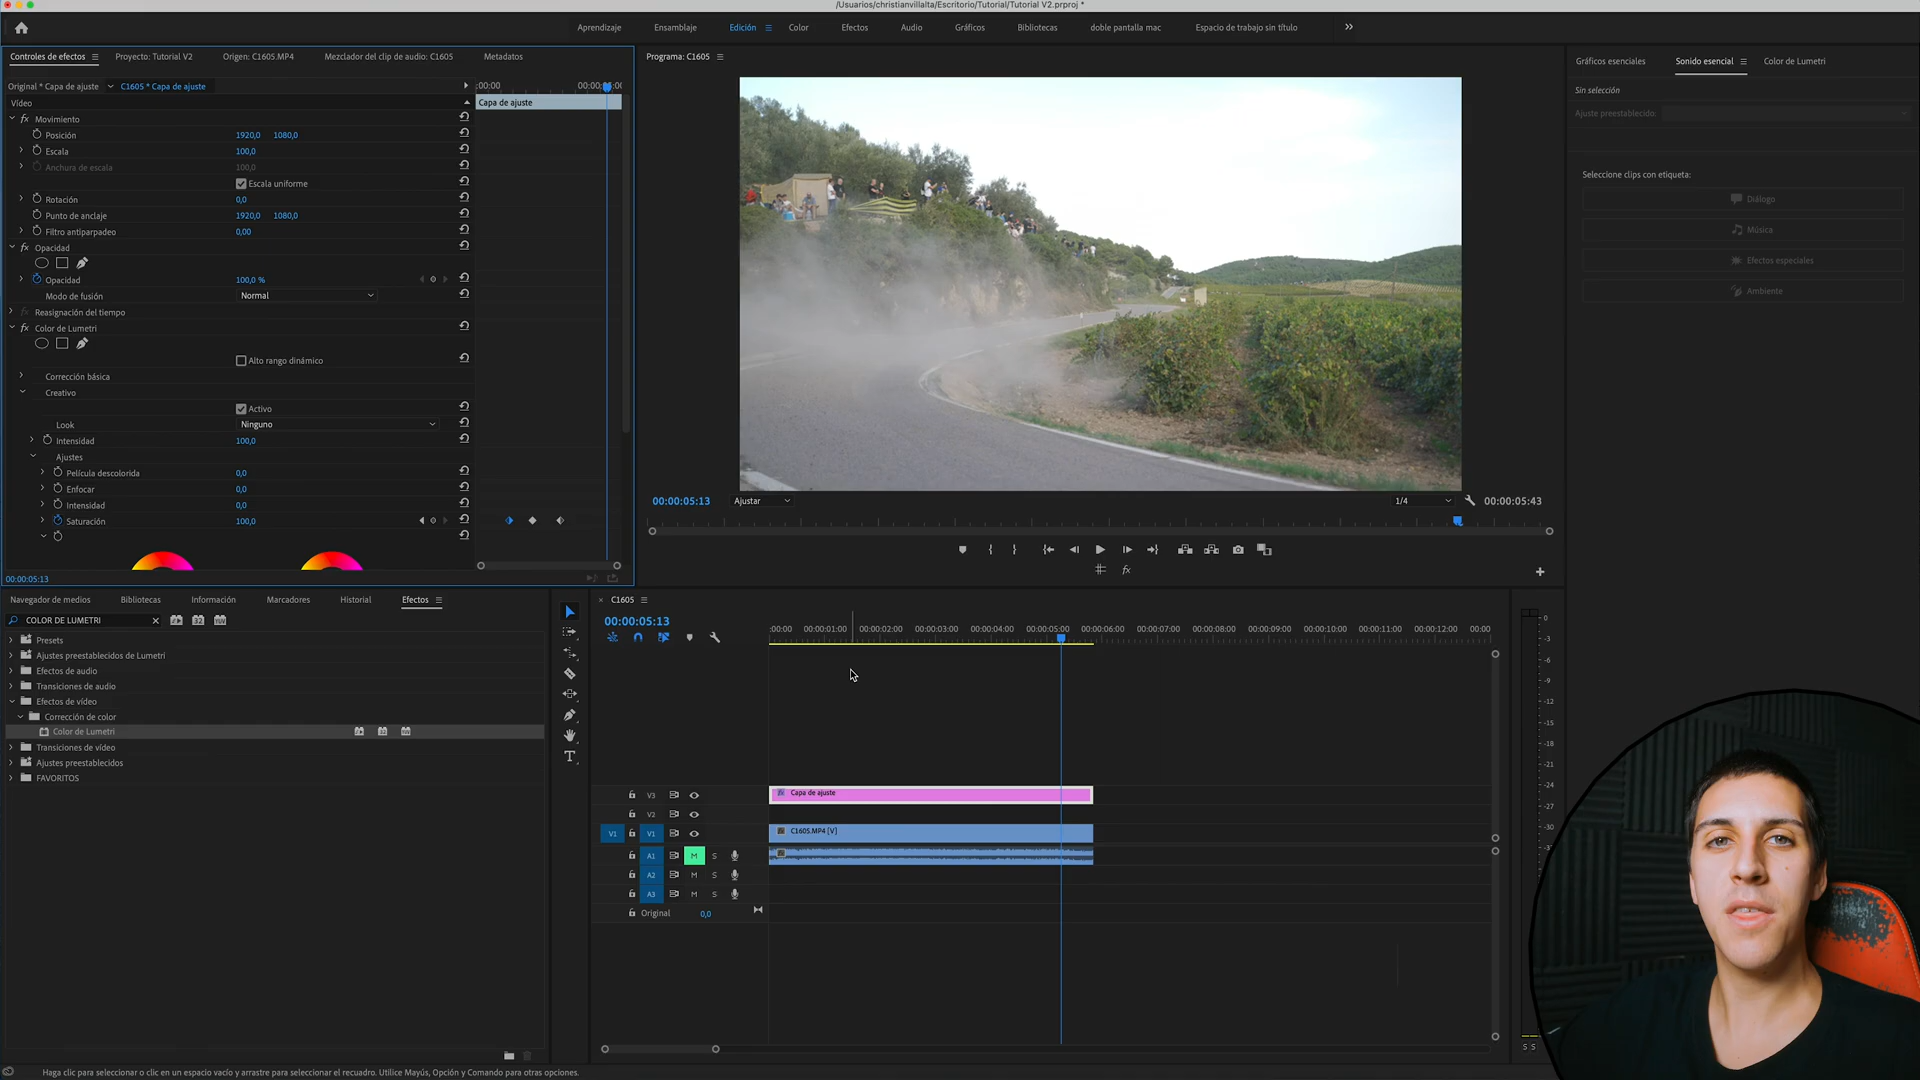 /Usuarios/christianvillalta/Escritorio/Tutorial/Tutorial V2.prproj *
Aprendizaje
Ensamblaje
Edición
Color
Efectos
Audio
Gráficos
Bibliotecas
doble pantalla mac
Espacio de trabajo sin título
Controles de efectos
Proyecto: Tutorial V2
Origen: C1605.MP4
Mezclador del clip de audio: C1605
Metadatos
Original * Capa de ajuste
C1605 * Capa de ajuste
:00:00
Vídeo
Capa de ajuste
Movimiento
Posición 1920,0 1080,0
Escala 100,0
Anchura de escala 100,0
Escala uniforme
Rotación 0,0
Punto de anclaje 1920,0 1080,0
Filtro antiparpadeo 0,00
Opacidad
Opacidad 100,0 %
Modo de fusión Normal
Reasignación del tiempo
Color de Lumetri
Alto rango dinámico
Corrección básica
Creativo
Activo
Look Ninguno
Intensidad 100,0
Ajustes
Película descolorida 0,0
Enfocar 0,0
Intensidad 0,0
Saturación 100,0
00:00:05:13
Programa: C1605
00:00:05:13
Ajustar
1/4
00:00:05:43
Gráficos esenciales
Sonido esencial
Color de Lumetri
Sin selección
Ajuste preestablecido:
Seleccione clips con etiqueta:
Diálogo
Música
Efectos especiales
Ambiente
Navegador de medios
Bibliotecas
Información
Marcadores
Historial
Efectos
COLOR DE LUMETRI
Presets
Ajustes preestablecidos de Lumetri
Efectos de audio
Transiciones de audio
Efectos de vídeo
Corrección de color
Color de Lumetri
Transiciones de vídeo
Ajustes preestablecidos
FAVORITOS
C1605
00:00:05:13
:00:00 00:00:01:00 00:00:02:00 00:00:03:00 00:00:04:00 00:00:05:00 00:00:06:00 00:00:07:00 00:00:08:00 00:00:09:00 00:00:10:00 00:00:11:00 00:00:12:00 00:00
V3
Capa de ajuste
V2
V1 V1
C1605.MP4 [V]
A1 M S
A2 M S
A3 M S
Original 0,0
0
-3
-6
-9
-12
-15
-18
-21
-24
-27
-30
S S
Haga clic para seleccionar o clic en un espacio vacío y arrastre para seleccionar el recuadro. Utilice Mayús, Opción y Comando para otras opciones.